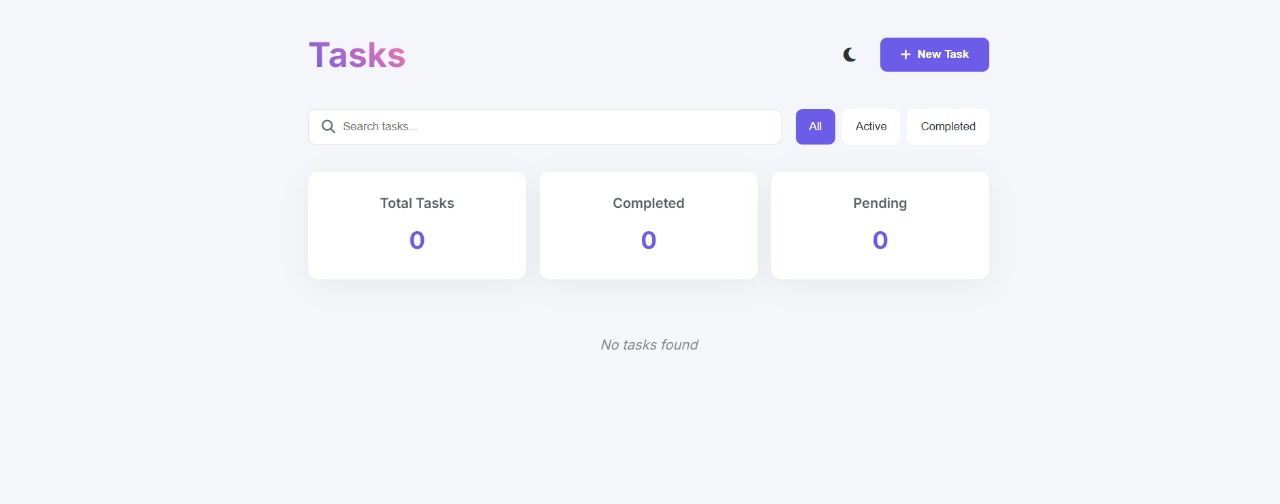 Tasks
New Task
Search tasks...
All
Active
Completed
Total Tasks
Completed
Pending
0
0
0
No tasks found